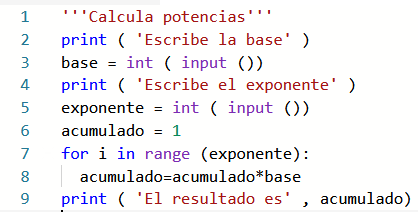 1 '''Calcula potencias'''
2 print ( 'Escribe la base' )
3 base = int ( input ())
4 print ( 'Escribe el exponente' )
5 exponente = int ( input ())
6 acumulado = 1
7 for i in range (exponente):
8   acumulado=acumulado*base
9 print ( 'El resultado es' , acumulado)